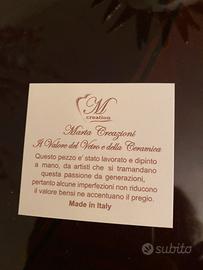 M
creation
Marta Creazioni
Il Valore del Vetro e della Ceramica
Questo pezzo e' stato lavorato e dipinto
a mano, da artisti che si tramandano
questa passione da generazioni,
pertanto alcune imperfezioni non riducono
il valore bensi ne accentuano il pregio.
Made in Italy
subito